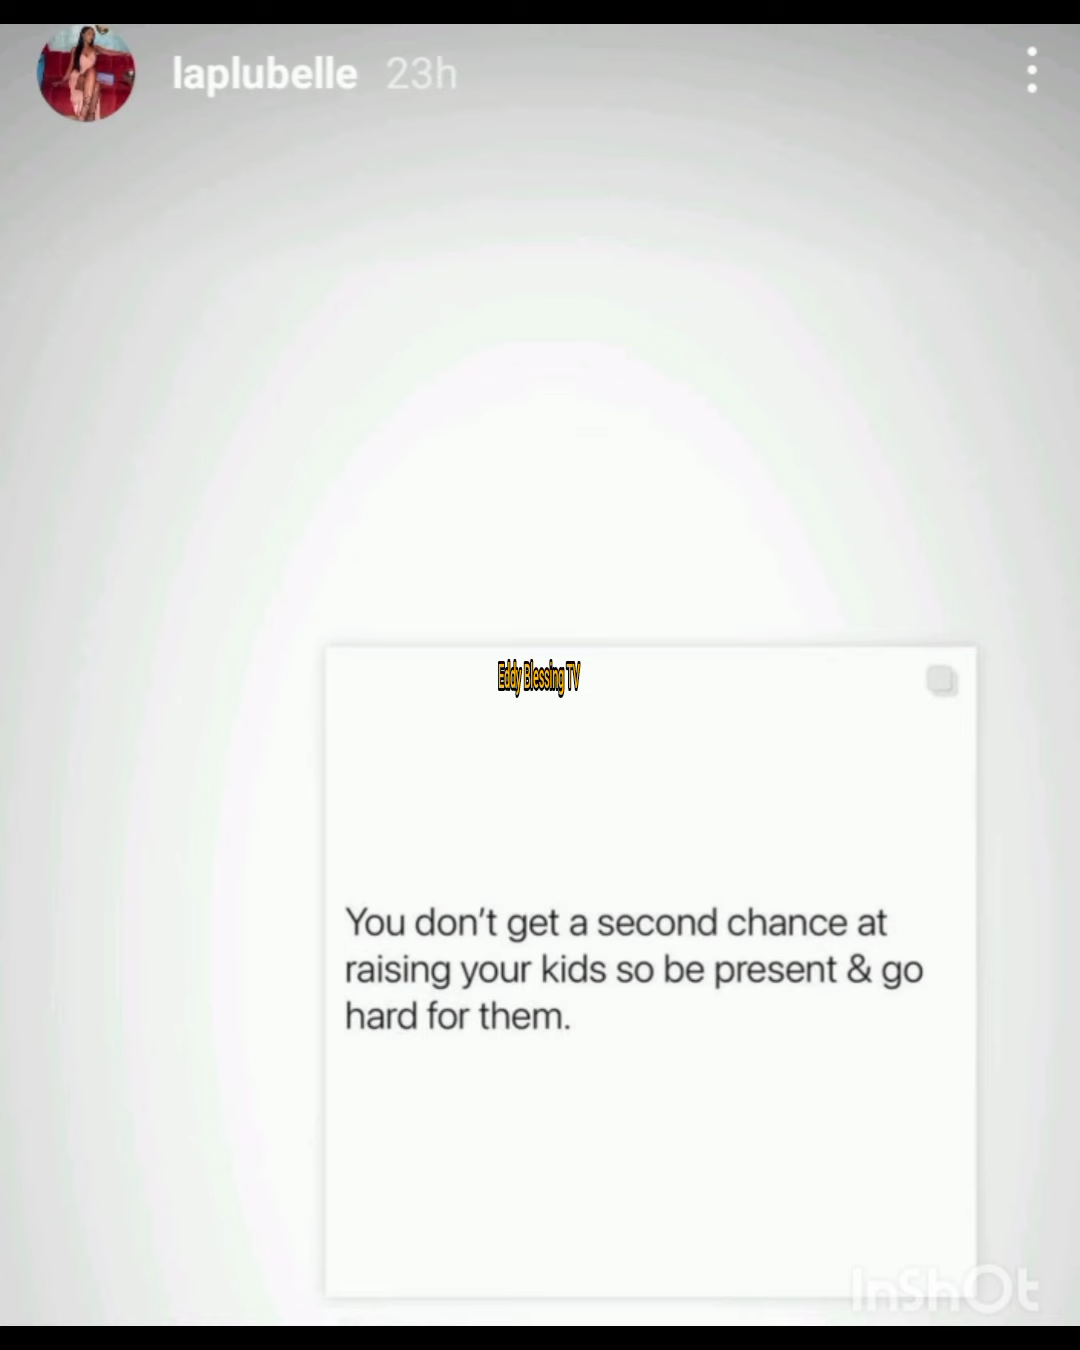 laplubelle 23h
Eddy Blessing TV
You don't get a second chance at
raising your kids so be present & go
hard for them.
InShOt